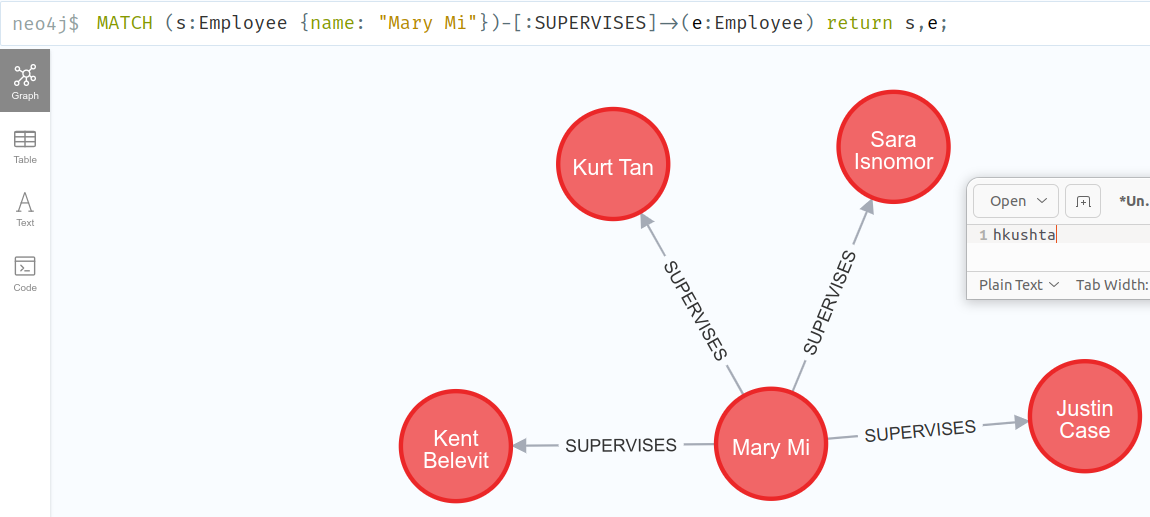 neo4j$ MATCH (s:Employee {name: "Mary Mi"})-[:SUPERVISES]->(e:Employee) return s,e;
Graph
Table
Text
Code
Kurt Tan
Sara
Isnomor
SUPERVISES
SUPERVISES
Kent
Belevit
SUPERVISES
Mary Mi
SUPERVISES
Justin
Case
Open
*Un.
1 hkushta
Plain Text
Tab Width: